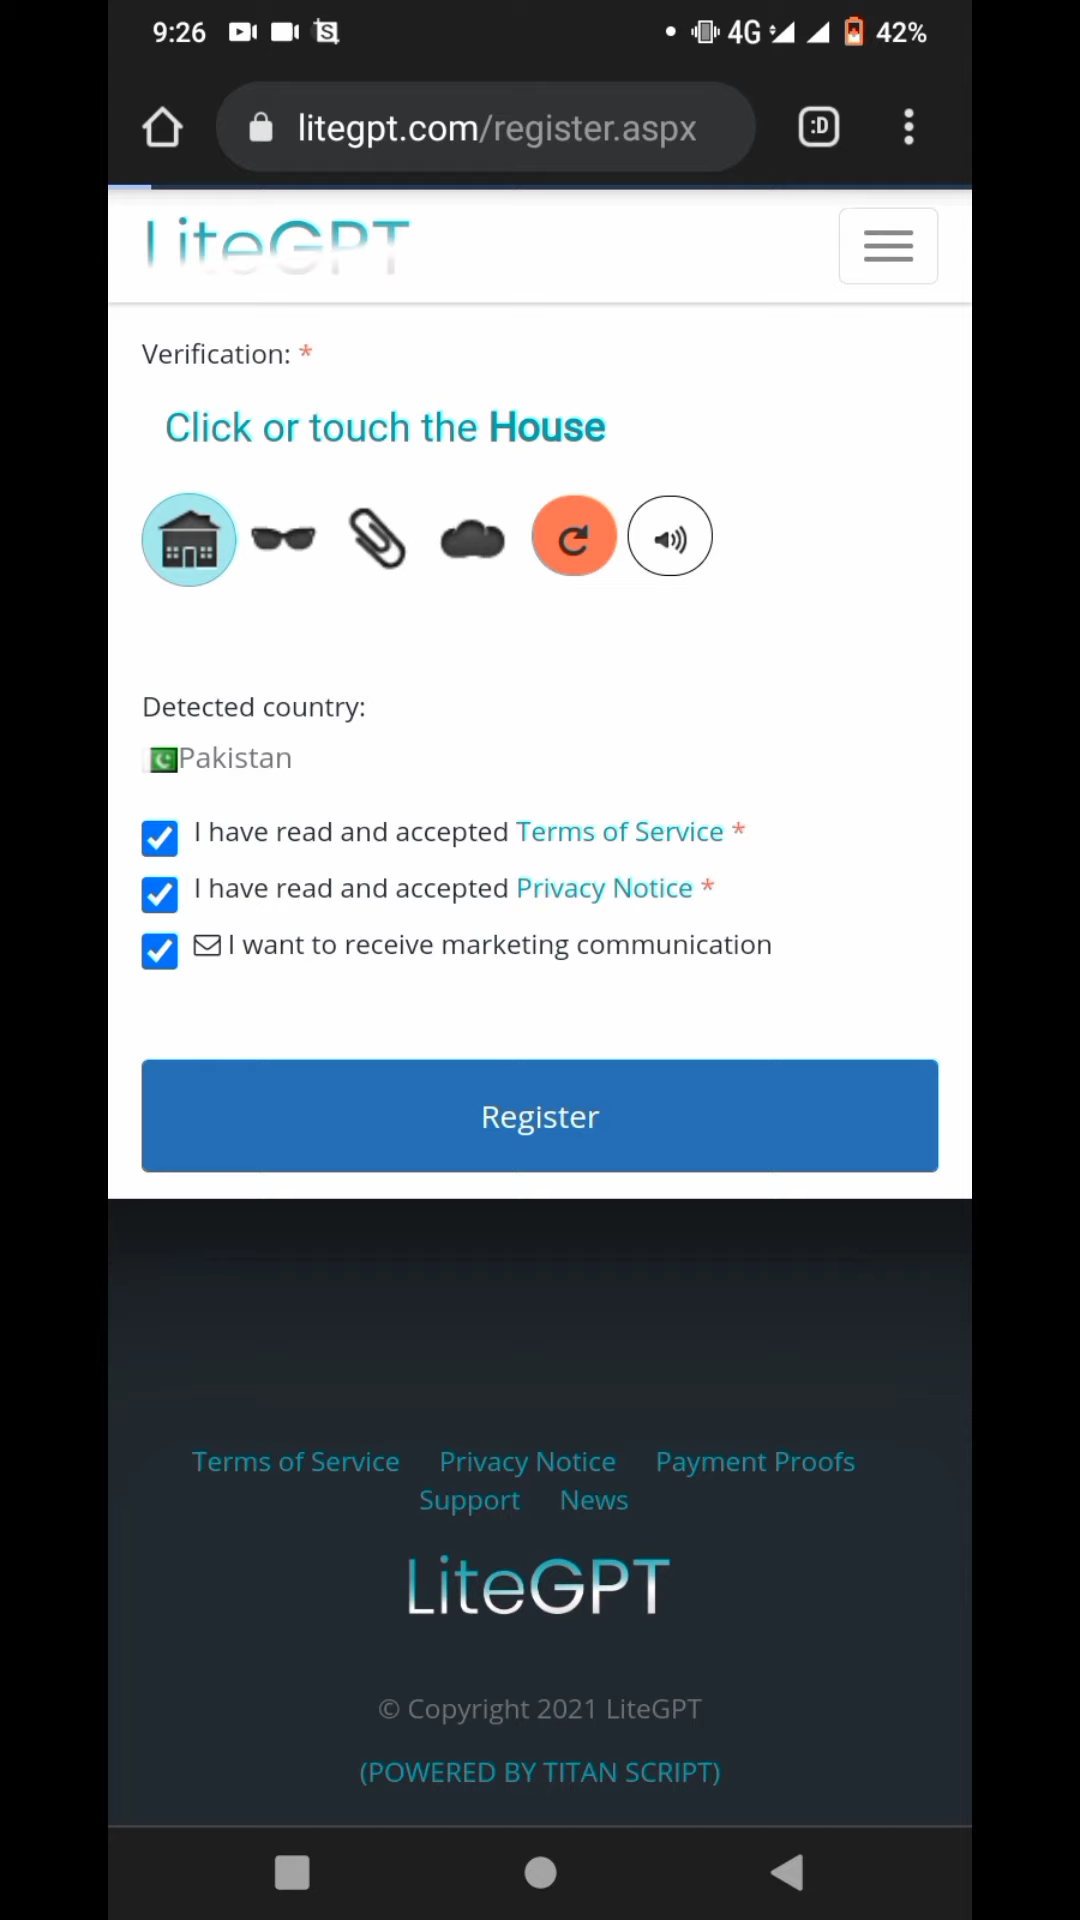 9:26 4G 42%
litegpt.com/register.aspx :D
LiteGPT
Verification: *
Click or touch the House
Detected country:
Pakistan
I have read and accepted Terms of Service *
I have read and accepted Privacy Notice *
I want to receive marketing communication
Register
Terms of Service Privacy Notice Payment Proofs
Support News
LiteGPT
© Copyright 2021 LiteGPT
(POWERED BY TITAN SCRIPT)